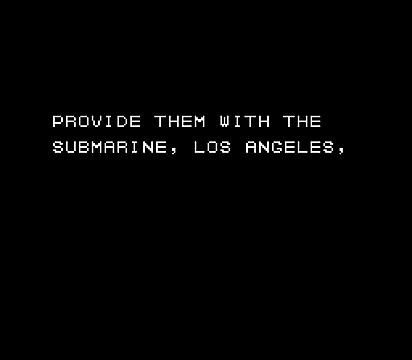 PROVIDE THEM WITH THE
SUBMARINE, LOS ANGELES,